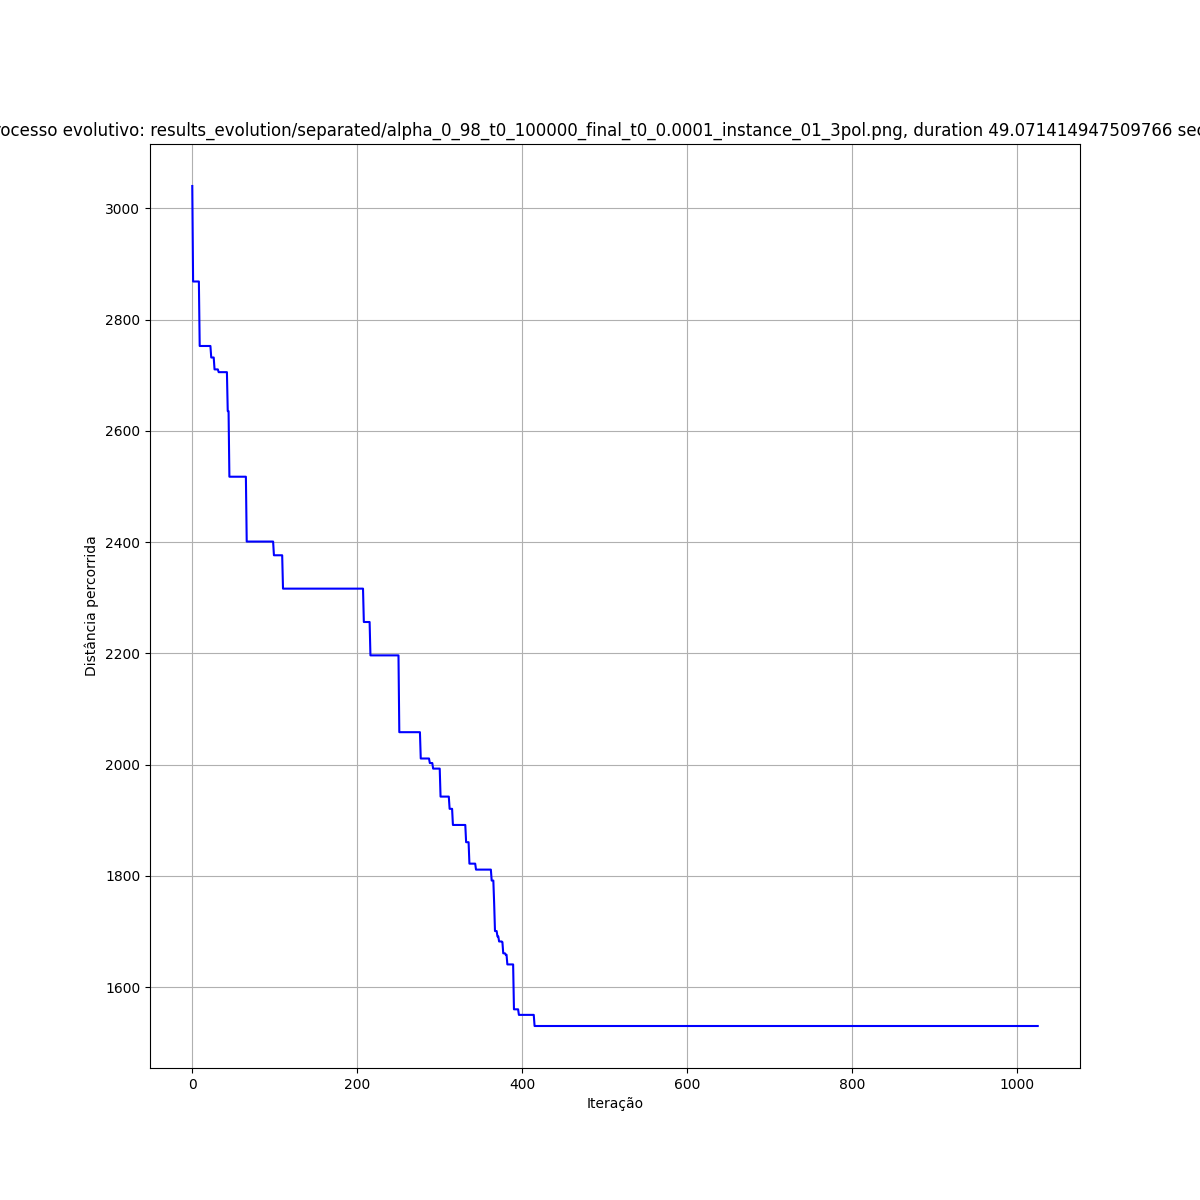 ocesso evolutivo: results_evolution/separated/alpha_0_98_t0_100000_final_t0_0.0001_instance_01_3pol.png, duration 49.071414947509766 sec
3000
2800
2600
2400
2200
2000
1800
1600
Distância percorrida
0 200 400 600 800 1000
Iteração